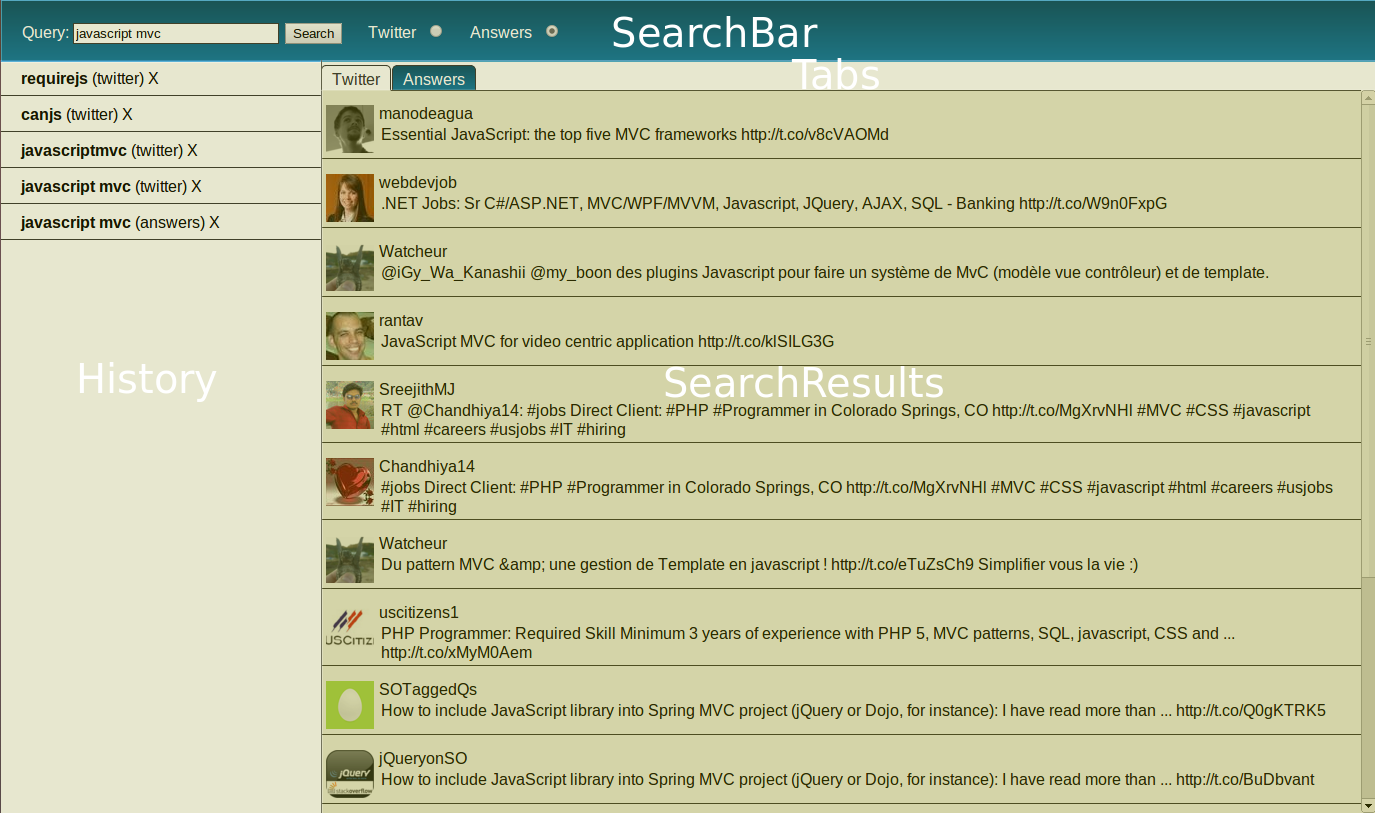 Query: javascript mvc Search Twitter Answers SearchBar
Tabs
requirejs (twitter) X
canjs (twitter) X
javascriptmvc (twitter) X
javascript mvc (twitter) X
javascript mvc (answers) X
History
Twitter Answers
manodeagua
Essential JavaScript: the top five MVC frameworks http://t.co/v8cVAOMd
webdevjob
.NET Jobs: Sr C#/ASP.NET, MVC/WPF/MVVM, Javascript, JQuery, AJAX, SQL - Banking http://t.co/W9n0FxpG
Watcheur
@iGy_Wa_Kanashii @my_boon des plugins Javascript pour faire un système de MvC (modèle vue contrôleur) et de template.
rantav
JavaScript MVC for video centric application http://t.co/klSILG3G
SearchResults
SreejithMJ
RT @Chandhiya14: #jobs Direct Client: #PHP #Programmer in Colorado Springs, CO http://t.co/MgXrvNHI #MVC #CSS #javascript
#html #careers #usjobs #IT #hiring
Chandhiya14
#jobs Direct Client: #PHP #Programmer in Colorado Springs, CO http://t.co/MgXrvNHI #MVC #CSS #javascript #html #careers #usjobs
#IT #hiring
Watcheur
Du pattern MVC &amp; une gestion de Template en javascript ! http://t.co/eTuZsCh9 Simplifier vous la vie :)
uscitizens1
USCitiz
PHP Programmer: Required Skill Minimum 3 years of experience with PHP 5, MVC patterns, SQL, javascript, CSS and ...
http://t.co/xMyM0Aem
SOTaggedQs
How to include JavaScript library into Spring MVC project (jQuery or Dojo, for instance): I have read more than ... http://t.co/Q0gKTRK5
jQueryonSO
jQuery
stackoverflow
How to include JavaScript library into Spring MVC project (jQuery or Dojo, for instance): I have read more than ... http://t.co/BuDbvant